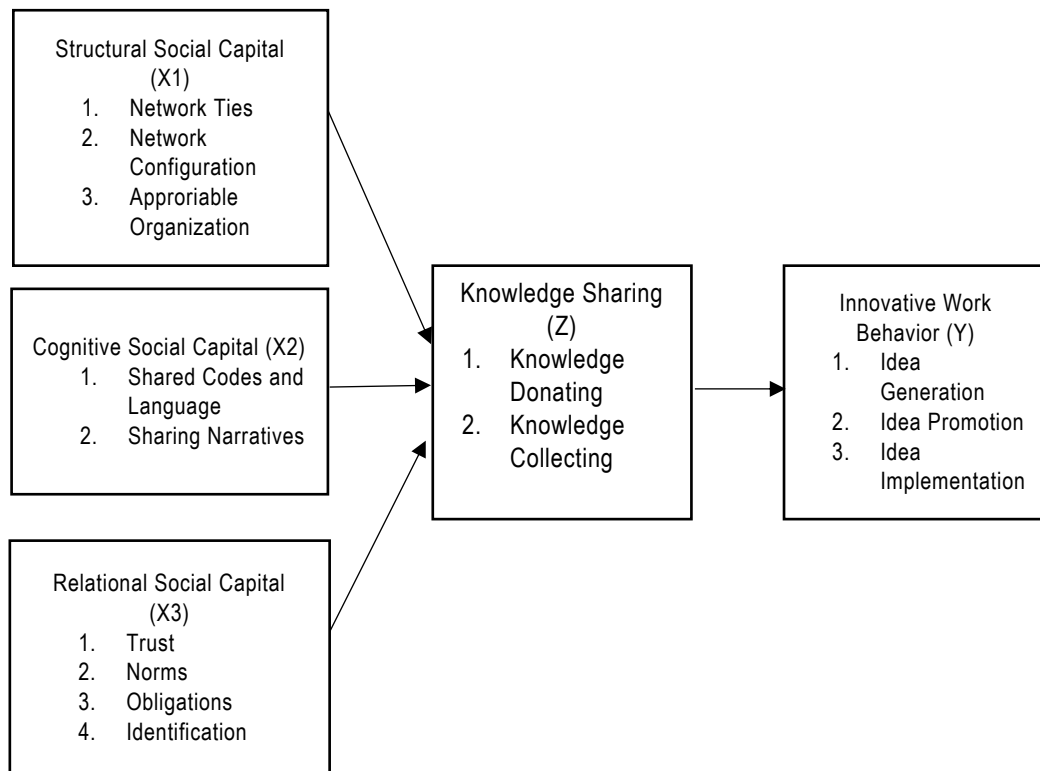 Structural Social Capital
(X1)
1. Network Ties
2. Network
Configuration
3. Approriable
Organization
Cognitive Social Capital (X2)
1. Shared Codes and
Language
2. Sharing Narratives
Relational Social Capital
(X3)
1. Trust
2. Norms
3. Obligations
4. Identification
Knowledge Sharing
(Z)
1. Knowledge
Donating
2. Knowledge
Collecting
Innovative Work
Behavior (Y)
1. Idea
Generation
2. Idea Promotion
3. Idea
Implementation